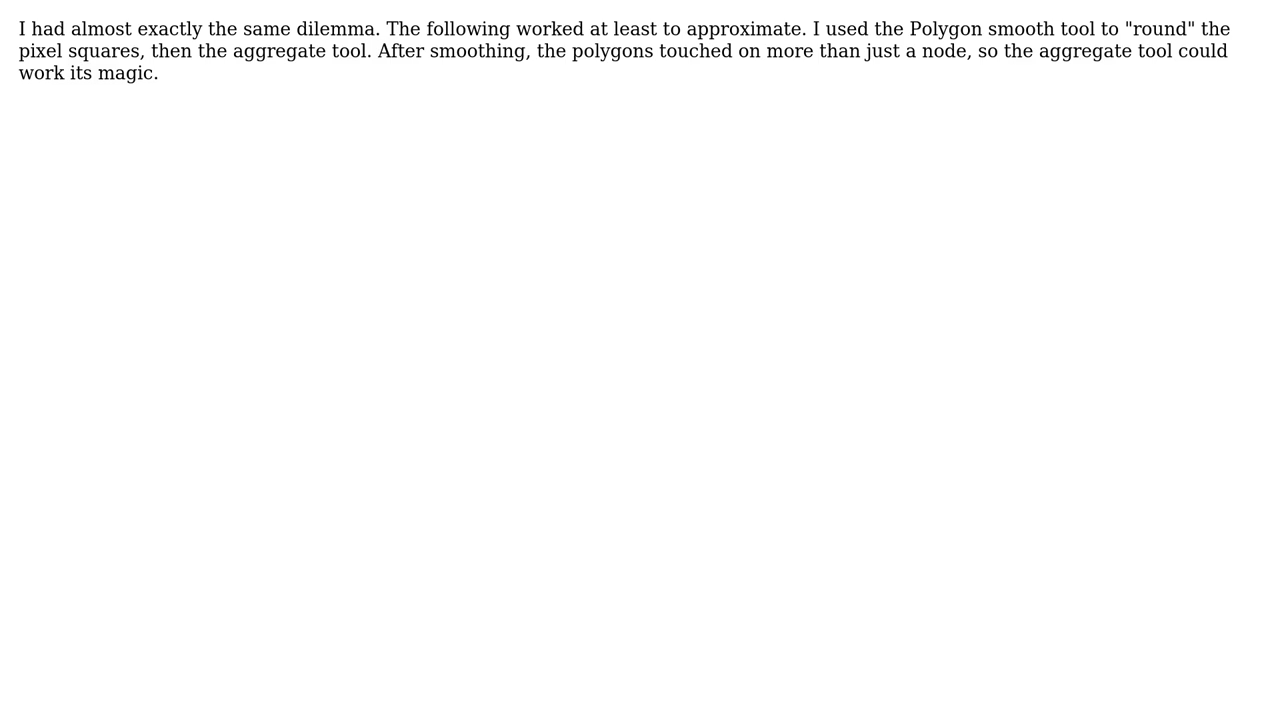 I had almost exactly the same dilemma. The following worked at least to approximate. I used the Polygon smooth tool to "round" the
pixel squares, then the aggregate tool. After smoothing, the polygons touched on more than just a node, so the aggregate tool could
work its magic.